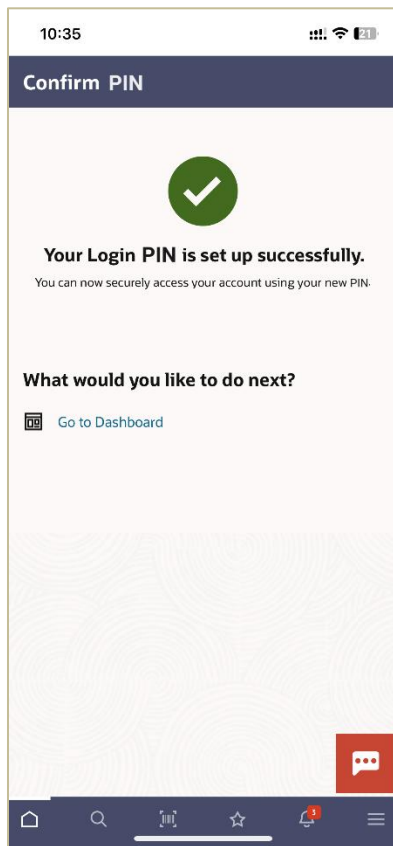 10:35
21
Confirm PIN
Your Login PIN is set up successfully.
You can now securely access your account using your new PIN.
What would you like to do next?
Go to Dashboard
3